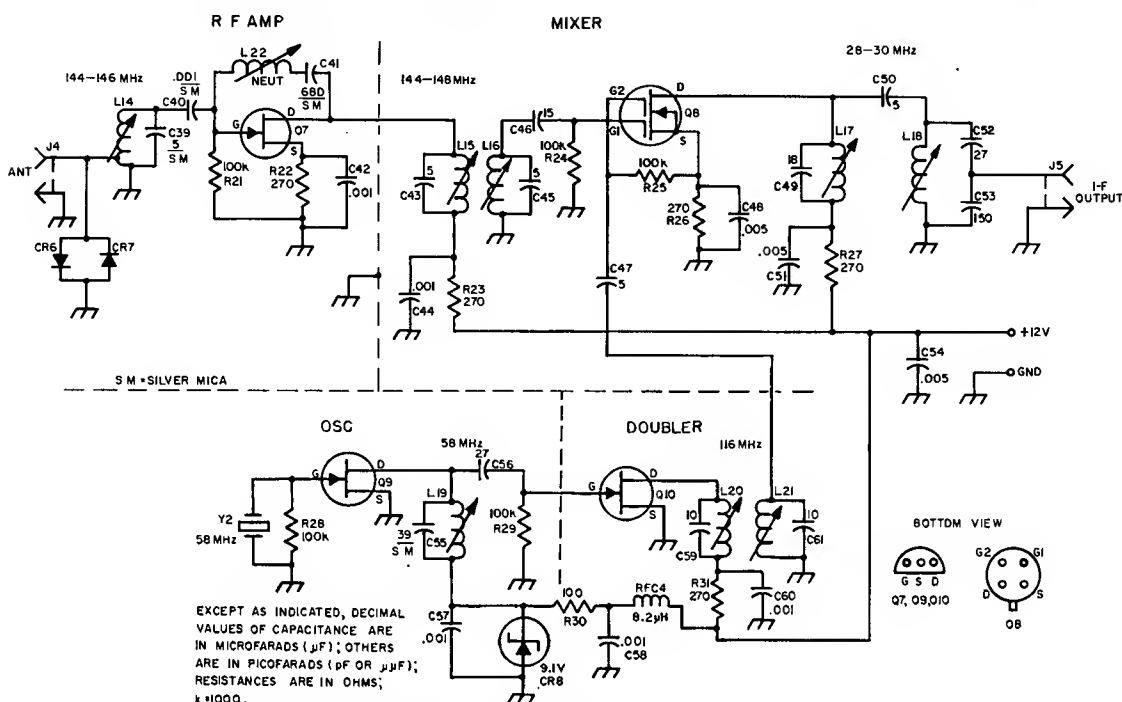 R F AMP
MIXER
144-146 MHz
.001
SM
C40
L22
NEUT
C41
680
SM
L14
C39
5
SM
J4
ANT
G
D
Q7
S
100k
R21
R22
270
C42
.001
CR6
CR7
144-148 MHz
L15
5
C43
L16
5
C45
15
C46
100k
R24
.001
C44
R23
270
G2
G1
D
Q8
S
100k
R25
270
R26
C48
.005
C47
5
28-30 MHz
C50
5
L17
18
C49
L18
C52
27
C53
150
J5
I-F
OUTPUT
.005
C51
R27
270
+12V
C54
.005
GND
SM = SILVER MICA
OSC
58 MHz
27
C56
G
D
Q9
S
Y2
58 MHz
R28
100k
L19
39
SM
C55
100k
R29
DOUBLER
116 MHz
G
D
Q10
S
L20
10
C59
L21
10
C61
R31
270
C60
.001
C57
.001
9.1V
CR8
100
R30
.001
C58
RFC4
8.2μH
BOTTOM VIEW
G S D
Q7, Q9, Q10
G2
G1
D
S
Q8
EXCEPT AS INDICATED, DECIMAL
VALUES OF CAPACITANCE ARE
IN MICROFARADS (μF); OTHERS
ARE IN PICOFARADS (pF OR μμF);
RESISTANCES ARE IN OHMS;
k=1000.